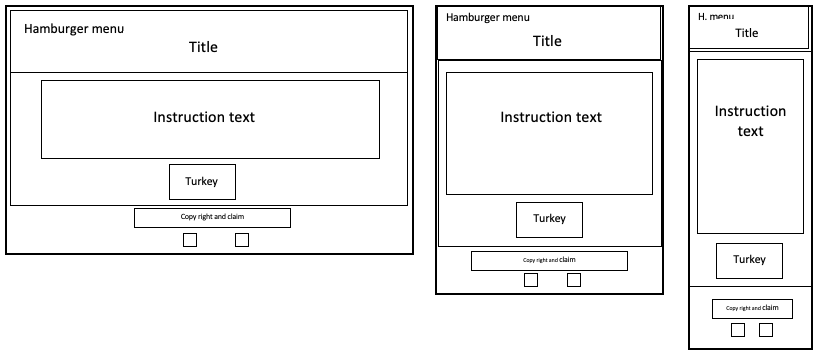 Hamburger menu
Title
Instruction text
Turkey
Copy right and claim
Hamburger menu
Title
Instruction text
Turkey
Copy right and claim
H. menu
Title
Instruction
text
Turkey
Copy right and claim